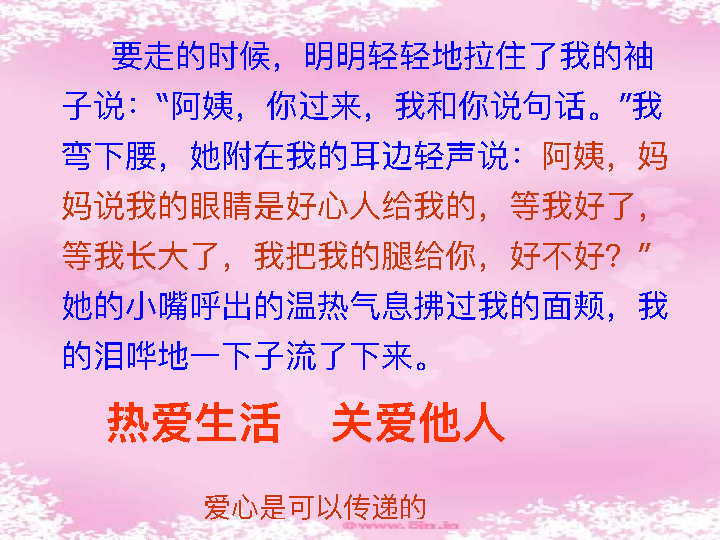 要走的时候，明明轻轻地拉住了我的袖
子说：“阿姨，你过来，我和你说句话。”我
弯下腰，她附在我的耳边轻声说：阿姨，妈
妈说我的眼睛是好心人给我的，等我好了，
等我长大了，我把我的腿给你，好不好？”
她的小嘴呼出的温热气息拂过我的面颊，我
的泪哗地一下子流了下来。
热爱生活 关爱他人
爱心是可以传递的